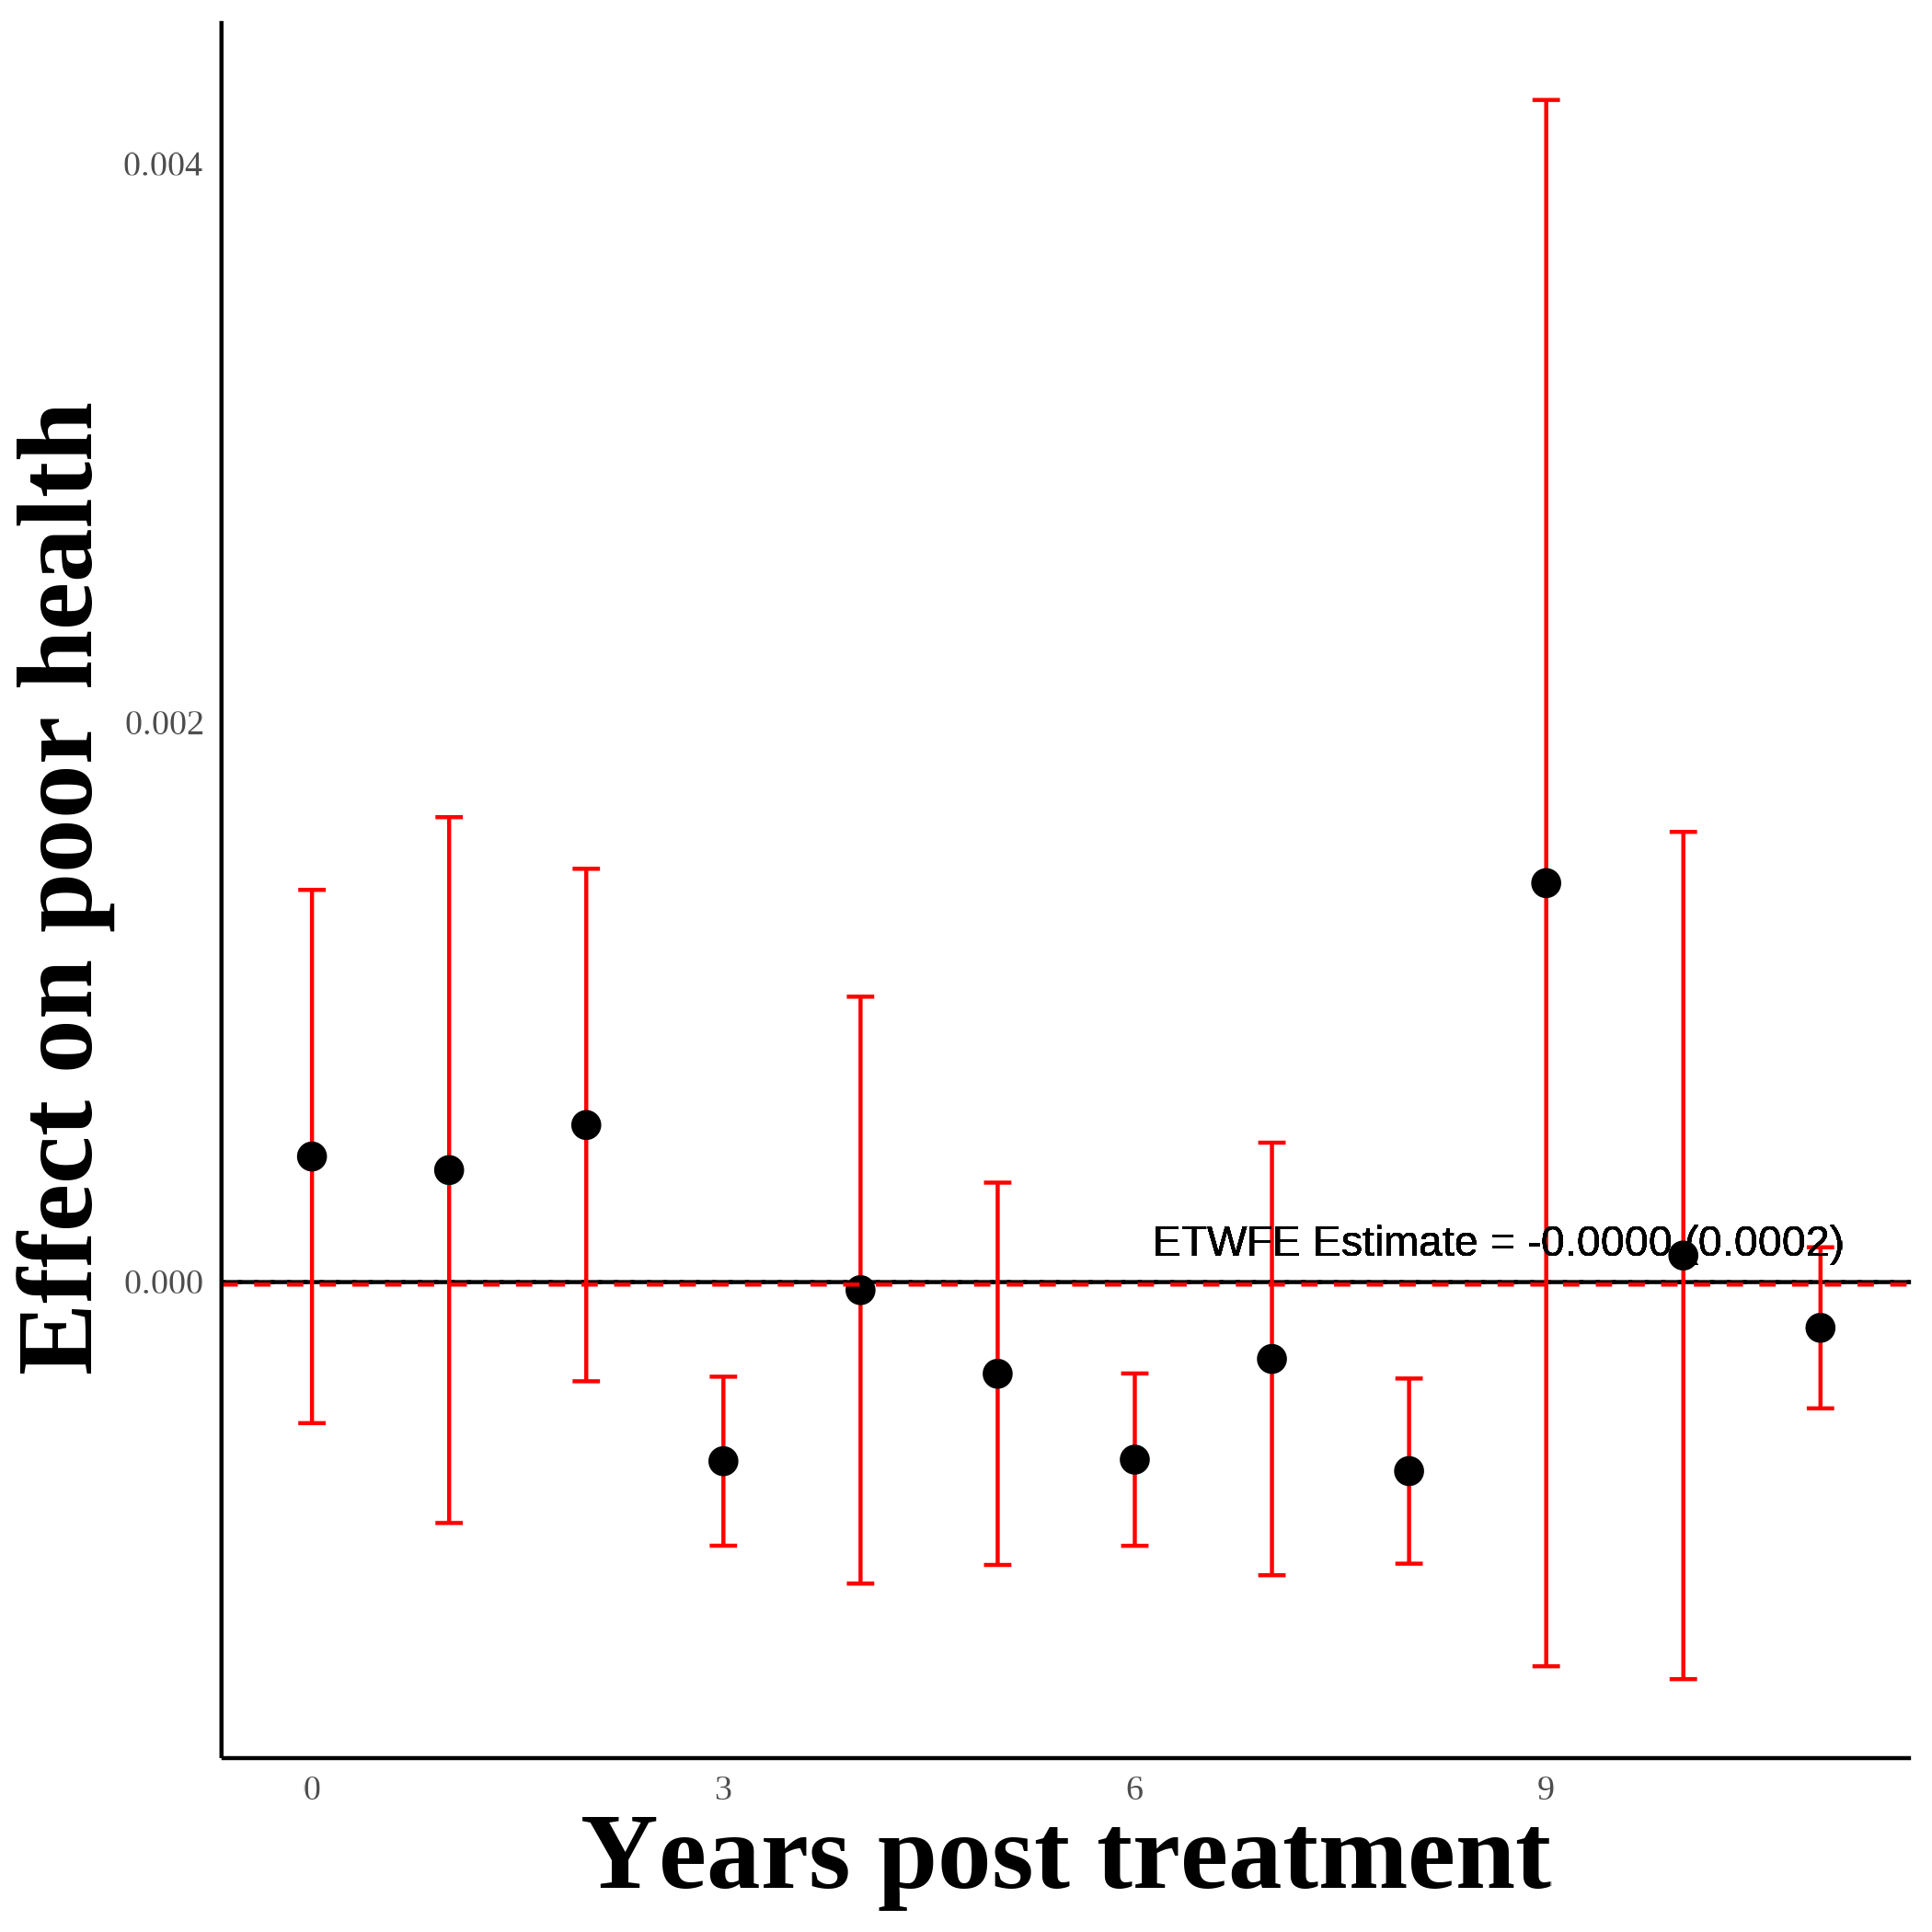 Effect on poor health
0.004
0.002
0.000
ETWFE Estimate = -0.0000 (0.0002)
0 3 6 9
Years post treatment